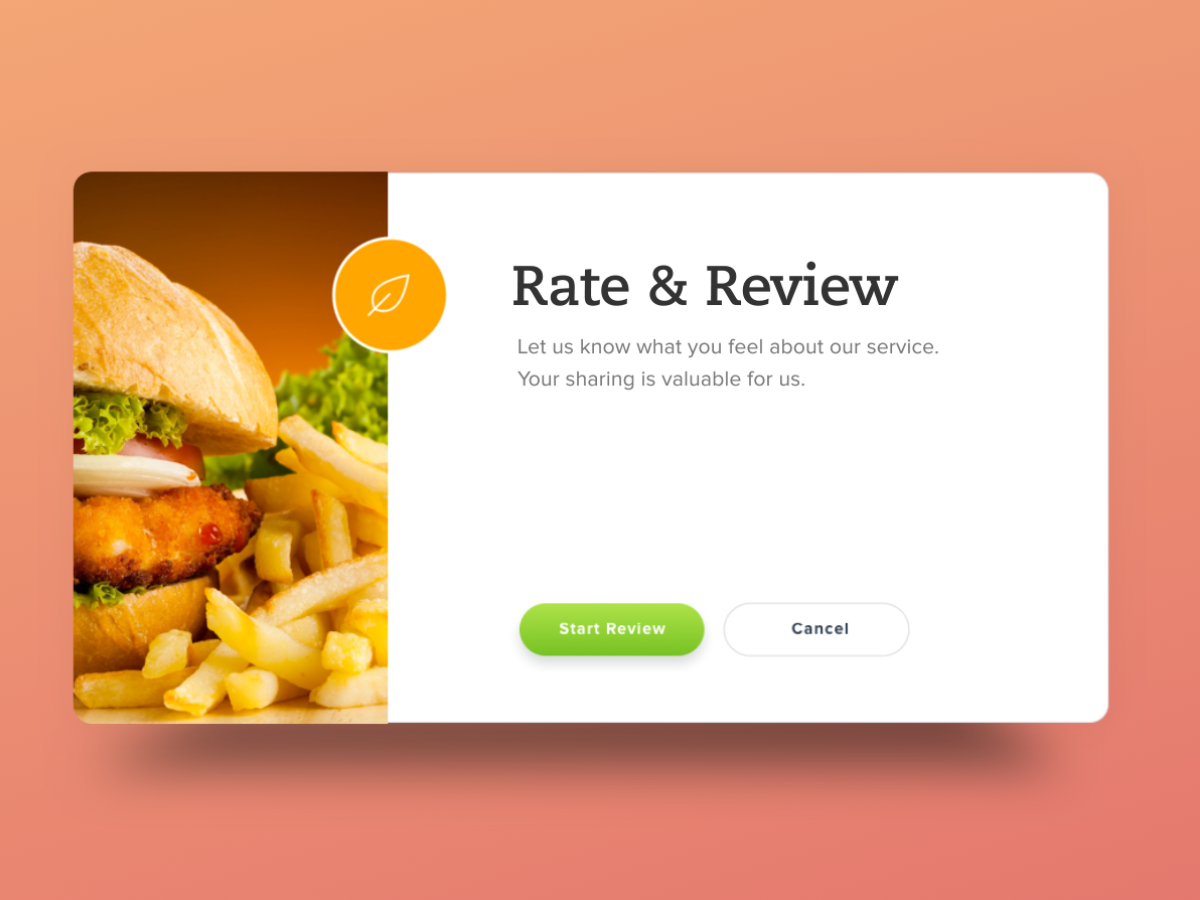 Rate & Review
Let us know what you feel about our service.
Your sharing is valuable for us.
Start Review
Cancel